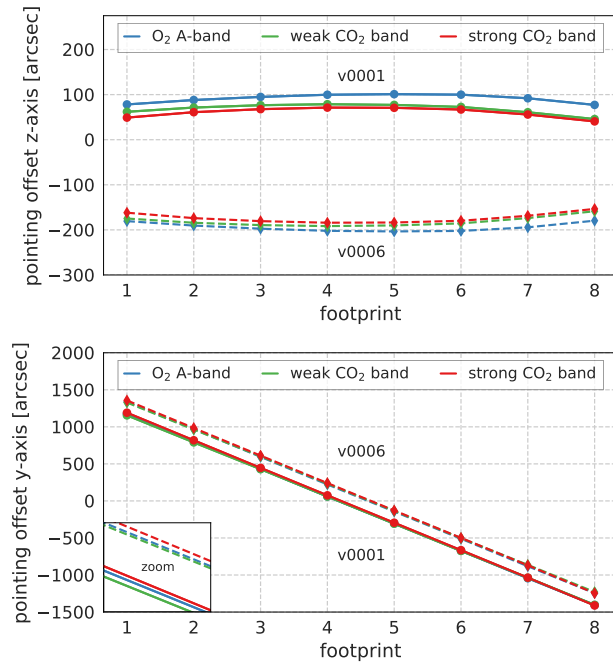 pointing offset z-axis [arcsec]
O₂ A-band weak CO₂ band strong CO₂ band
200
100
0
−100
−200
−300
v0001
v0006
1 2 3 4 5 6 7 8
footprint
pointing offset y-axis [arcsec]
O₂ A-band weak CO₂ band strong CO₂ band
2000
1500
1000
500
0
−500
−1000
−1500
v0006
v0001
zoom
1 2 3 4 5 6 7 8
footprint